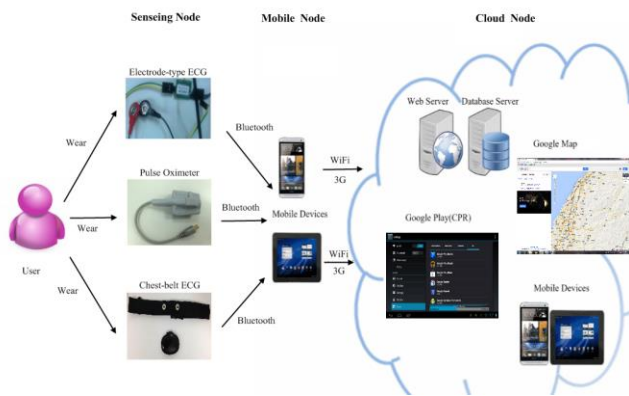 Senseing Node
Mobile Node
Cloud Node
Electrode-type ECG
Wear
Bluetooth
Pulse Oximeter
Wear
Bluetooth
User
Wear
Chest-belt ECG
Bluetooth
Mobile Devices
WiFi
3G
WiFi
3G
Web Server
Database Server
Google Map
Google Play(CPR)
Mobile Devices